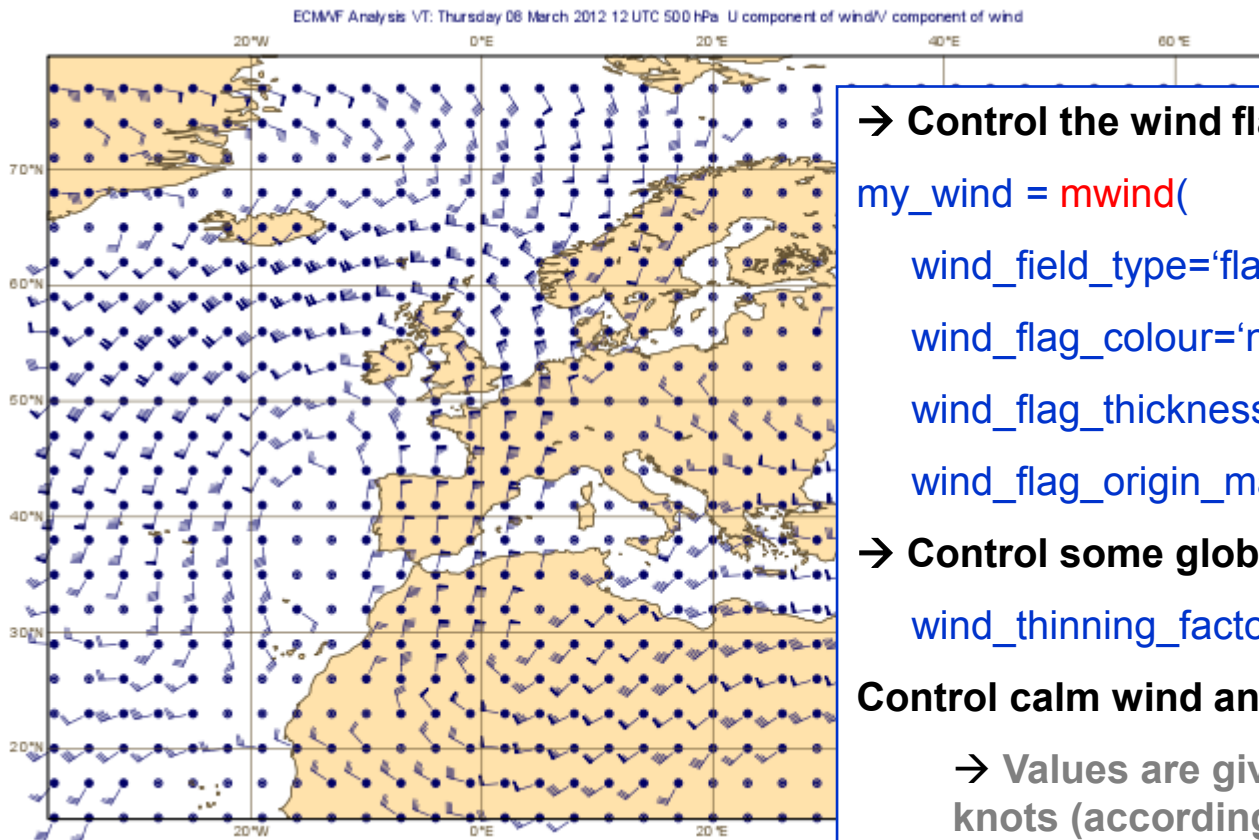 ECMWF Analysis VT: Thursday 08 March 2012 12 UTC 500 hPa U component of wind/V component of wind
20°W 0°E 20°E 40°E 60°E
70°N
60°N
50°N
40°N
30°N
20°N
20°W 0°E 20°E
→ Control the wind fla
my_wind = mwind(
wind_field_type=‘fla
wind_flag_colour=‘n
wind_flag_thickness
wind_flag_origin_ma
→ Control some glob
wind_thinning_facto
Control calm wind an
→ Values are giv
knots (according